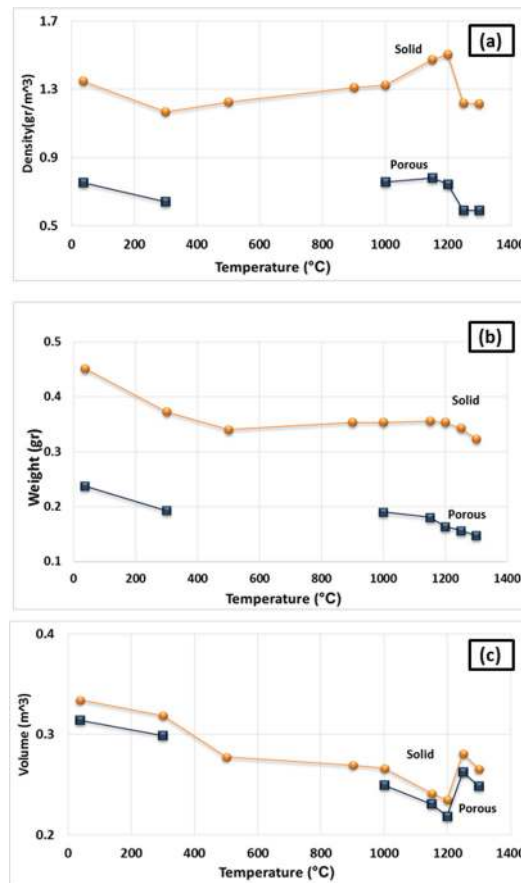 (a)
Density(gr/m^3)
1.7
1.3
0.9
0.5
Solid
Porous
0 200 400 600 800 1000 1200 1400
Temperature (°C)
(b)
Weight (gr)
0.5
0.4
0.3
0.2
0.1
Solid
Porous
0 200 400 600 800 1000 1200 1400
Temperature (°C)
(c)
Volume (m^3)
0.4
0.3
0.2
Solid
Porous
0 200 400 600 800 1000 1200 1400
Temperature (°C)